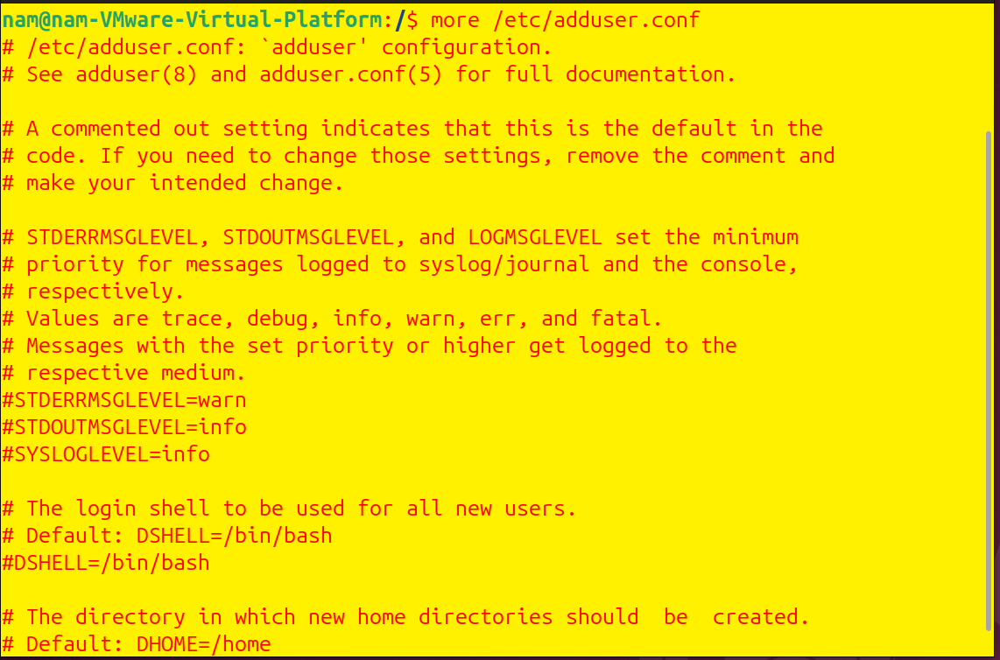 nam@nam-VMware-Virtual-Platform:/$ more /etc/adduser.conf
# /etc/adduser.conf: `adduser' configuration.
# See adduser(8) and adduser.conf(5) for full documentation.

# A commented out setting indicates that this is the default in the
# code. If you need to change those settings, remove the comment and
# make your intended change.

# STDERRMSGLEVEL, STDOUTMSGLEVEL, and LOGMSGLEVEL set the minimum
# priority for messages logged to syslog/journal and the console,
# respectively.
# Values are trace, debug, info, warn, err, and fatal.
# Messages with the set priority or higher get logged to the
# respective medium.
#STDERRMSGLEVEL=warn
#STDOUTMSGLEVEL=info
#SYSLOGLEVEL=info

# The login shell to be used for all new users.
# Default: DSHELL=/bin/bash
#DSHELL=/bin/bash

# The directory in which new home directories should  be  created.
# Default: DHOME=/home